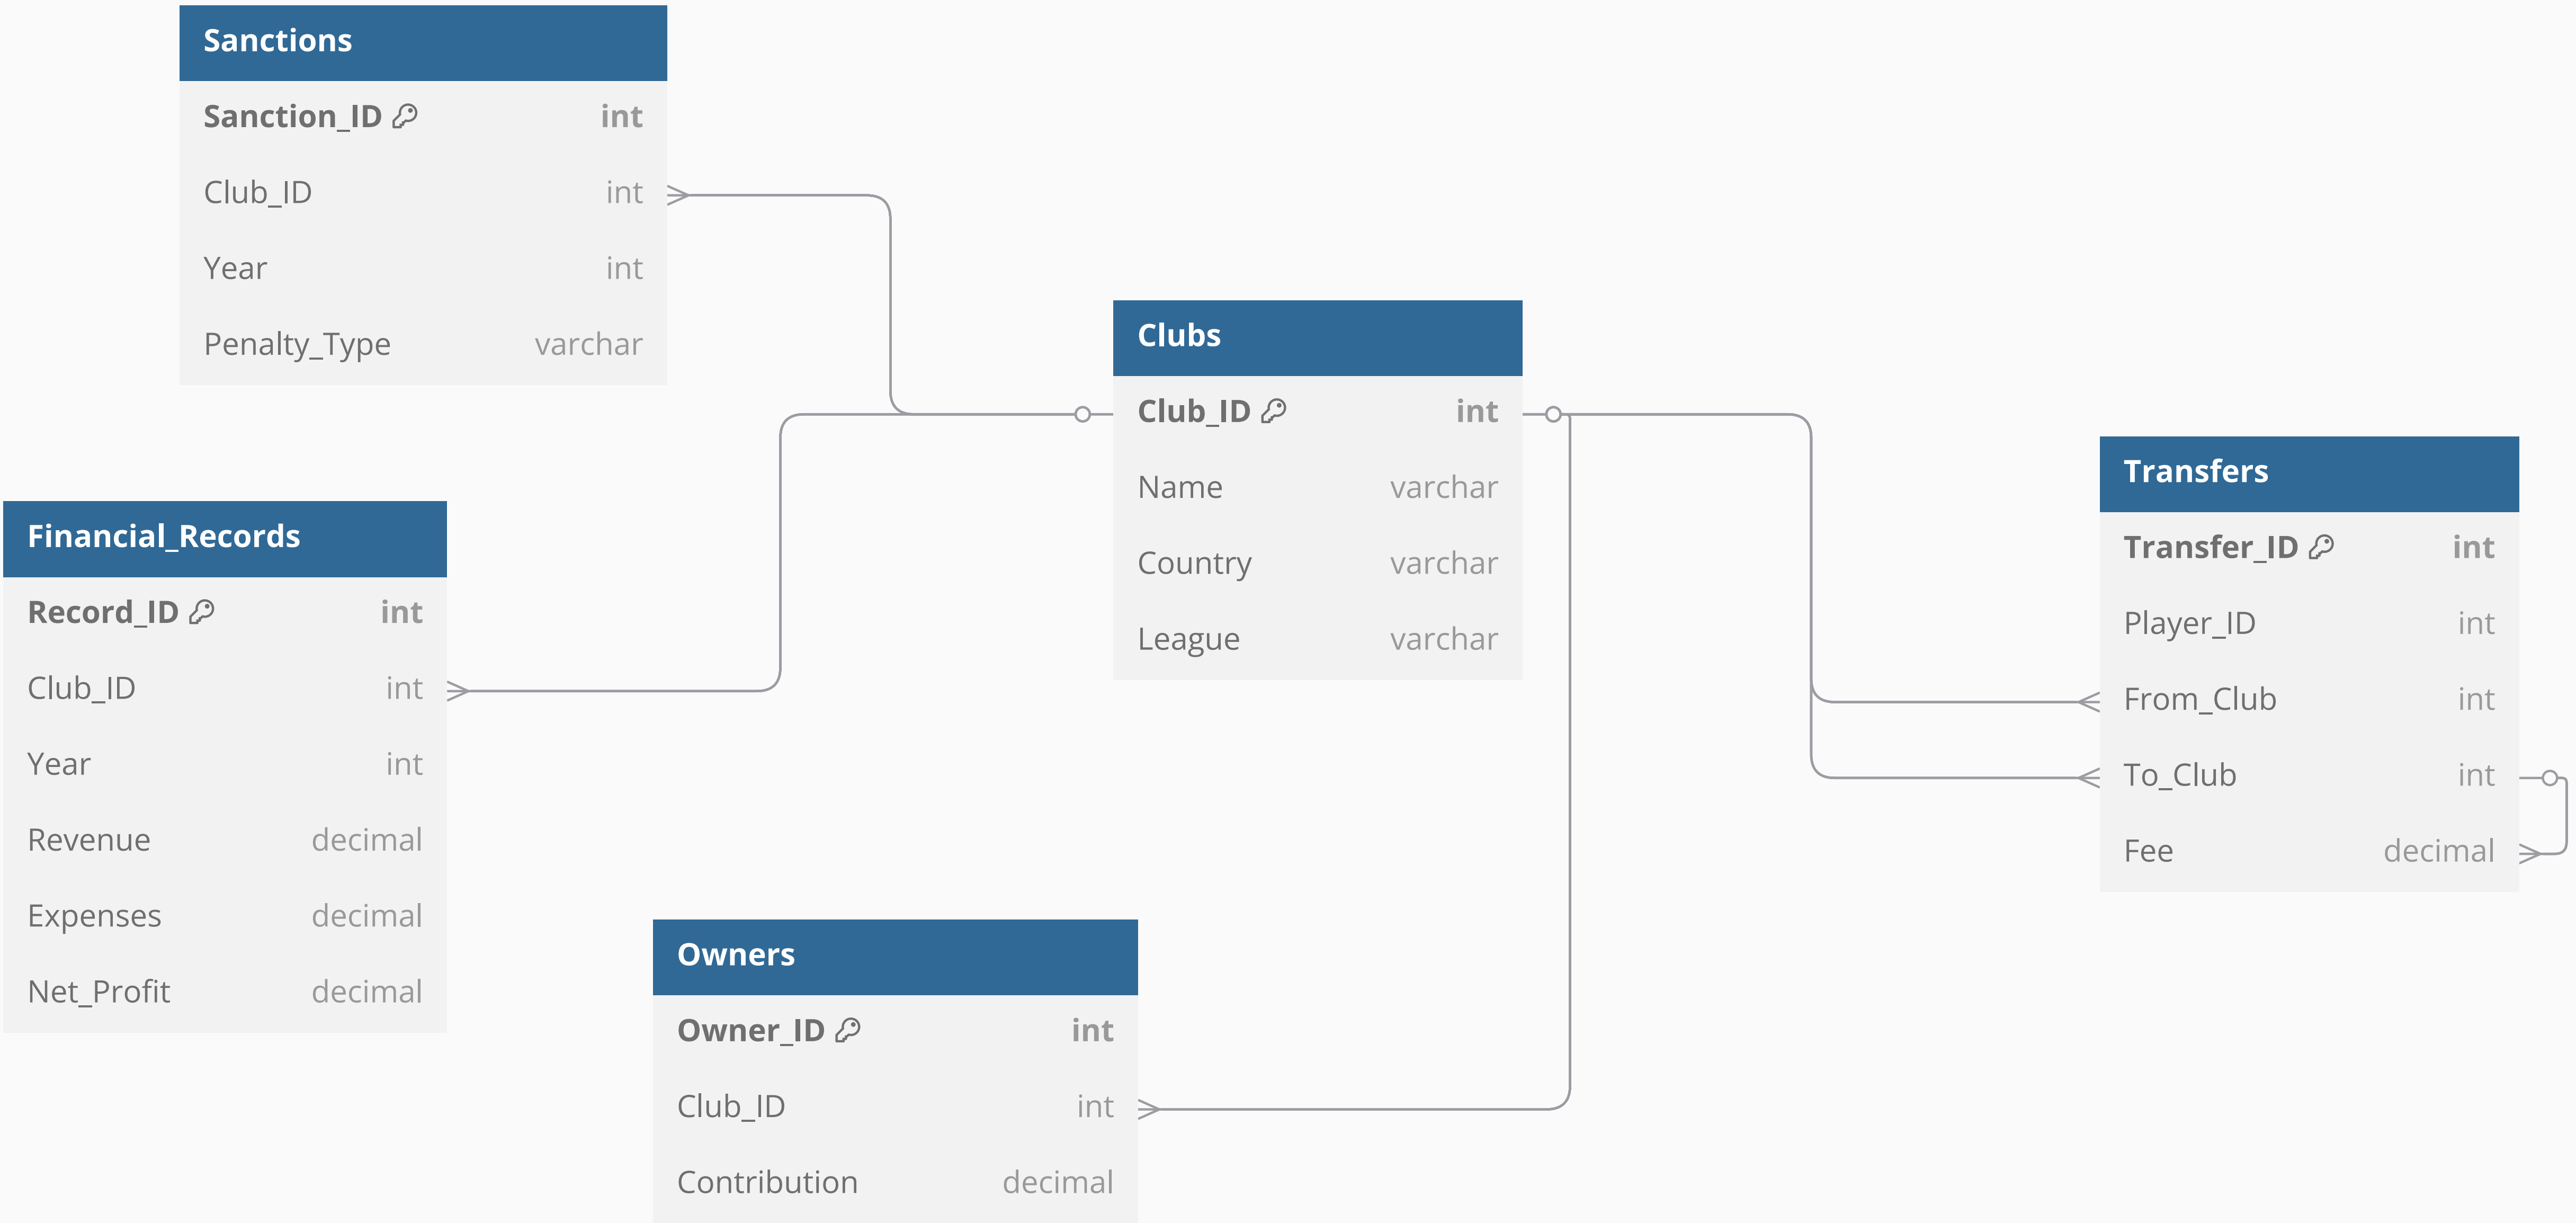 Sanctions
Sanction_ID int
Club_ID int
Year int
Penalty_Type varchar
Clubs
Club_ID int
Name varchar
Country varchar
League varchar
Transfers
Transfer_ID int
Player_ID int
From_Club int
To_Club int
Fee decimal
Financial_Records
Record_ID int
Club_ID int
Year int
Revenue decimal
Expenses decimal
Net_Profit decimal
Owners
Owner_ID int
Club_ID int
Contribution decimal